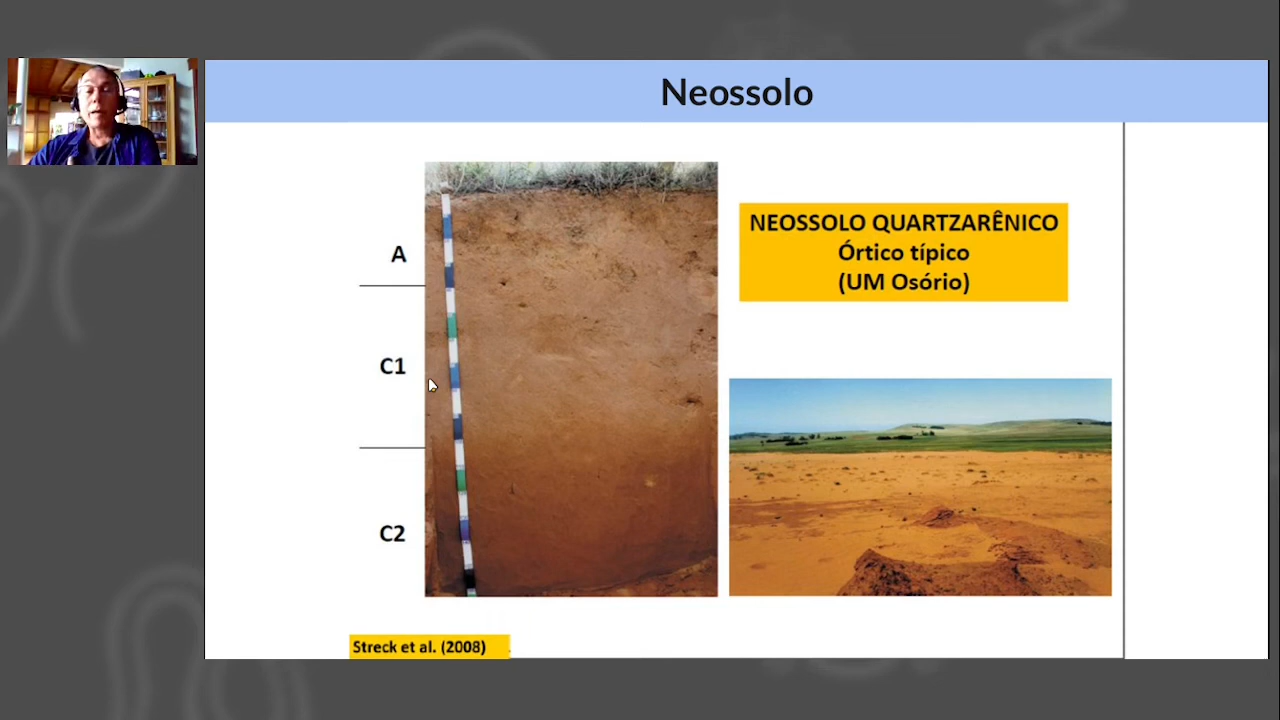 Neossolo
NEOSSOLO QUARTZARÊNICO
Órtico típico
(UM Osório)
A
C1
C2
Streck et al. (2008)